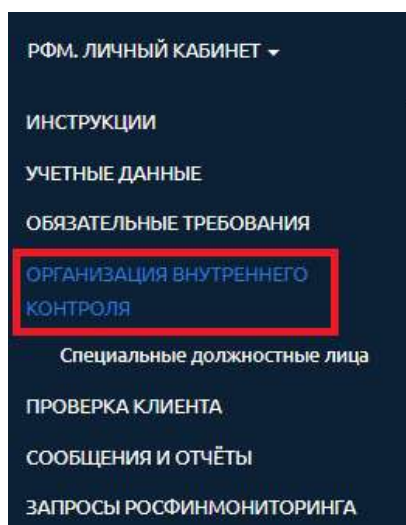 РФМ. ЛИЧНЫЙ КАБИНЕТ
ИНСТРУКЦИИ
УЧЕТНЫЕ ДАННЫЕ
ОБЯЗАТЕЛЬНЫЕ ТРЕБОВАНИЯ
ОРГАНИЗАЦИЯ ВНУТРЕННЕГО
КОНТРОЛЯ
Специальные должностные лица
ПРОВЕРКА КЛИЕНТА
СООБЩЕНИЯ И ОТЧЁТЫ
ЗАПРОСЫ РОСФИНМОНИТОРИНГА